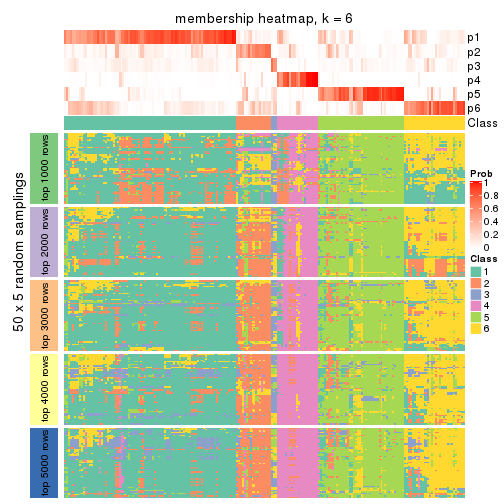 membership heatmap, k = 6
p1
p2
p3
p4
p5
p6
Class
50 x 5 random samplings
top 1000 rows
top 2000 rows
top 3000 rows
top 4000 rows
top 5000 rows
Prob
1
0.8
0.6
0.4
0.2
0
Class
1
2
3
4
5
6